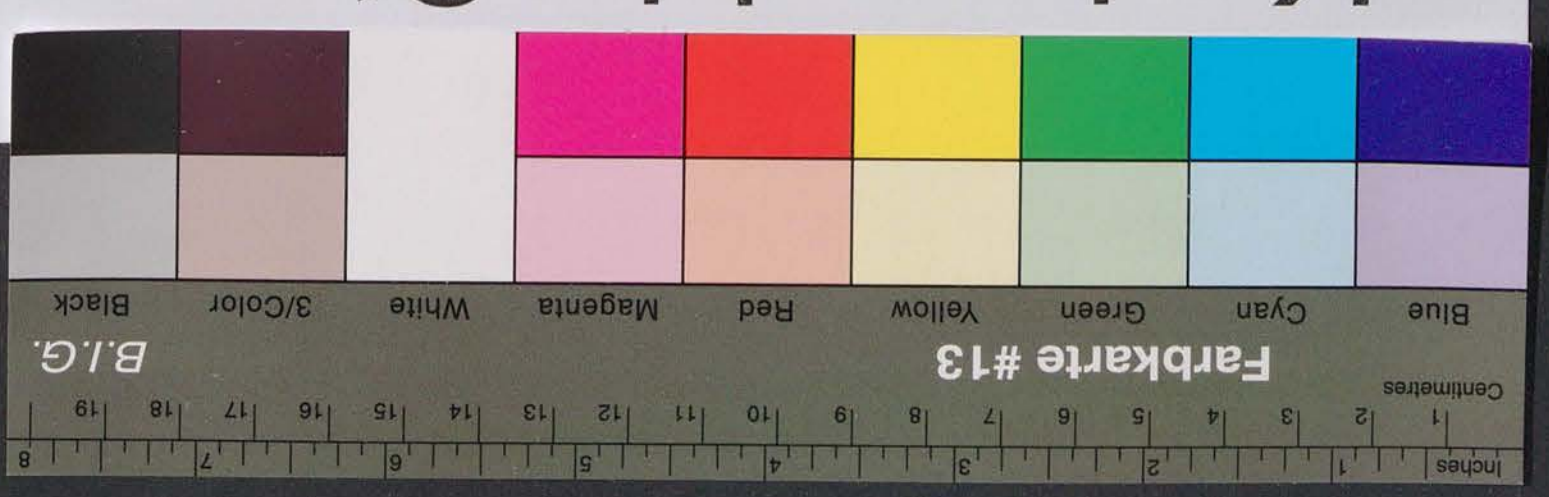 Inches 1 2 3 4 5 6 7 8
Centimetres 1 2 3 4 5 6 7 8 9 10 11 12 13 14 15 16 17 18 19
Farbkarte #13 B.I.G.
Blue Cyan Green Yellow Red Magenta White 3/Color Black